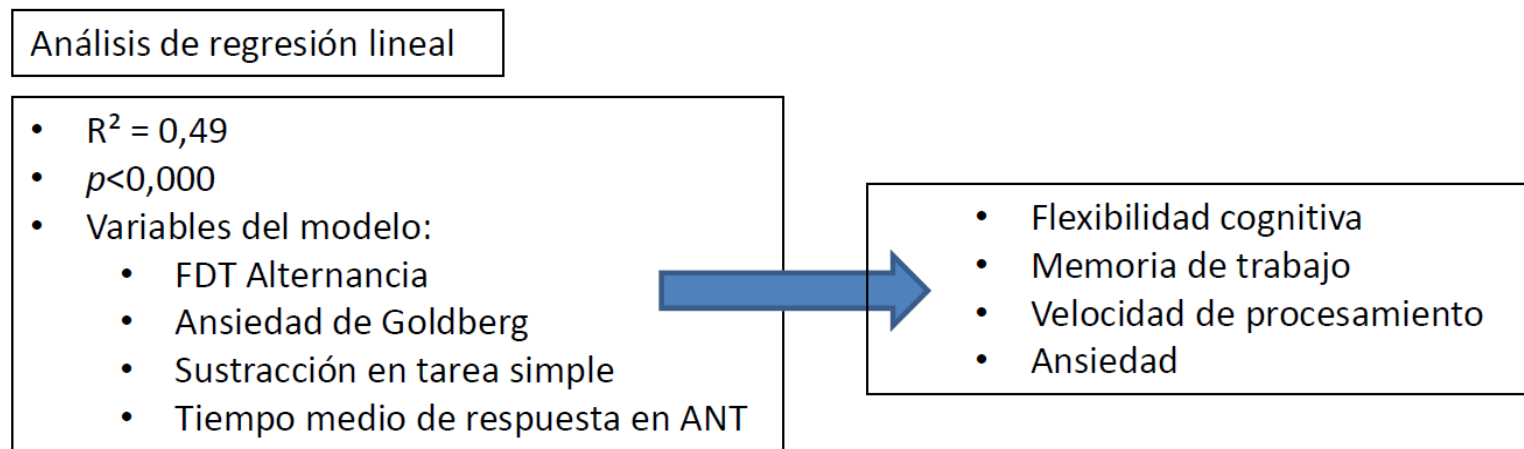 Análisis de regresión lineal
• R² = 0,49
• p<0,000
• Variables del modelo:
• FDT Alternancia
• Ansiedad de Goldberg
• Sustracción en tarea simple
• Tiempo medio de respuesta en ANT
• Flexibilidad cognitiva
• Memoria de trabajo
• Velocidad de procesamiento
• Ansiedad